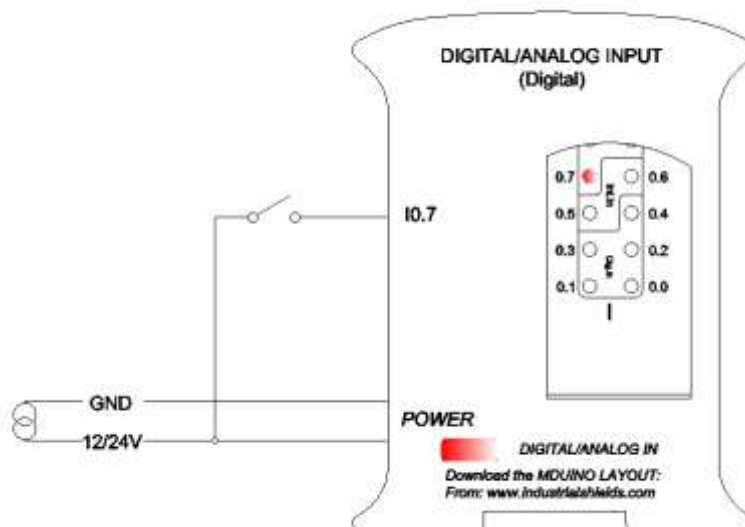 DIGITAL/ANALOG INPUT
(Digital)
0.7
0.6
0.5
0.4
0.3
0.2
0.1
0.0
I
I0.7
GND
12/24V
POWER
DIGITAL/ANALOG IN
Download the MDUINO LAYOUT:
From: www.industrialshields.com